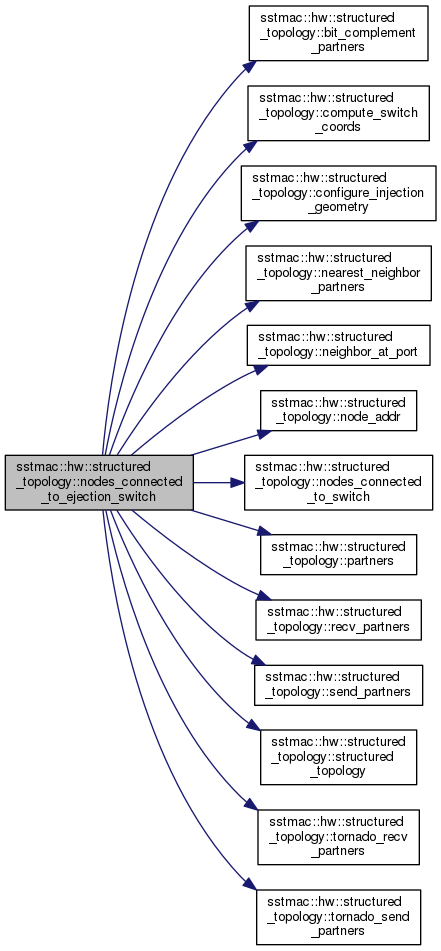 sstmac::hw::structured
_topology::bit_complement
_partners
sstmac::hw::structured
_topology::compute_switch
_coords
sstmac::hw::structured
_topology::configure_injection
_geometry
sstmac::hw::structured
_topology::nearest_neighbor
_partners
sstmac::hw::structured
_topology::neighbor_at_port
sstmac::hw::structured
_topology::node_addr
sstmac::hw::structured
_topology::nodes_connected
_to_ejection_switch
sstmac::hw::structured
_topology::nodes_connected
_to_switch
sstmac::hw::structured
_topology::partners
sstmac::hw::structured
_topology::recv_partners
sstmac::hw::structured
_topology::send_partners
sstmac::hw::structured
_topology::structured
_topology
sstmac::hw::structured
_topology::tornado_recv
_partners
sstmac::hw::structured
_topology::tornado_send
_partners